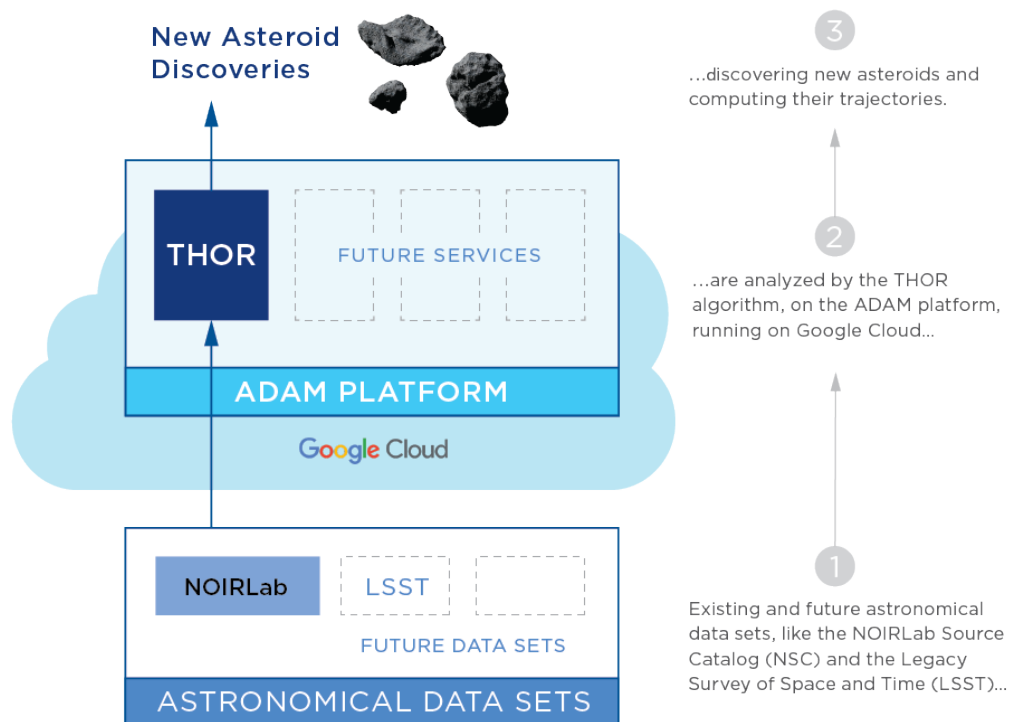 New Asteroid
Discoveries
THOR
FUTURE SERVICES
ADAM PLATFORM
Google Cloud
NOIRLab
LSST
FUTURE DATA SETS
ASTRONOMICAL DATA SETS
3
...discovering new asteroids and
computing their trajectories.
2
...are analyzed by the THOR
algorithm, on the ADAM platform,
running on Google Cloud...
1
Existing and future astronomical
data sets, like the NOIRLab Source
Catalog (NSC) and the Legacy
Survey of Space and Time (LSST)...